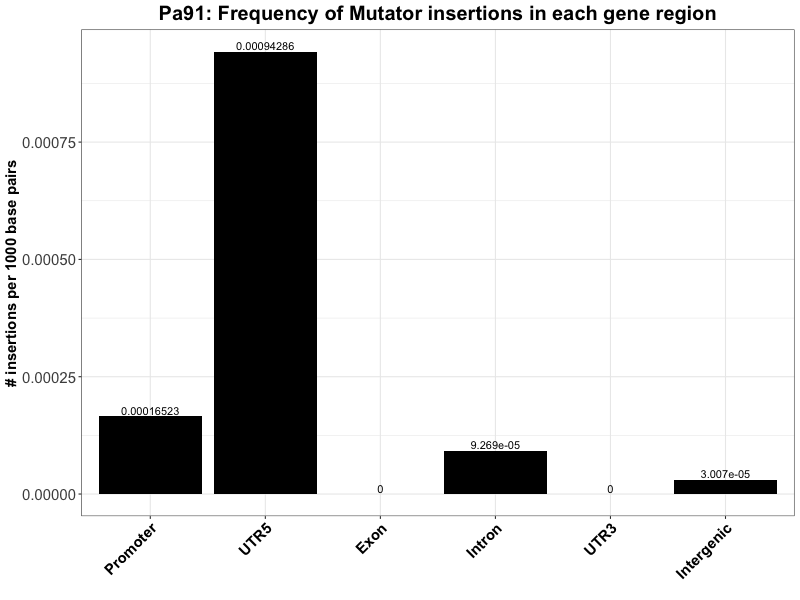 Pa91: Frequency of Mutator insertions in each gene region
# insertions per 1000 base pairs
0.00075
0.00050
0.00025
0.00000
0.00016523
0.00094286
0
9.269e-05
0
3.007e-05
Promoter
UTR5
Exon
Intron
UTR3
Intergenic